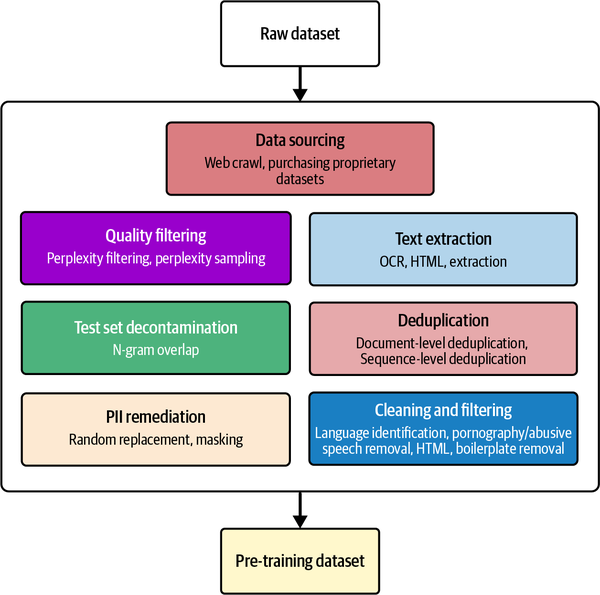 Raw dataset
Data sourcing
Web crawl, purchasing proprietary
datasets
Quality filtering
Perplexity filtering, perplexity sampling
Text extraction
OCR, HTML, extraction
Test set decontamination
N-gram overlap
Deduplication
Document-level deduplication,
Sequence-level deduplication
PII remediation
Random replacement, masking
Cleaning and filtering
Language identification, pornography/abusive
speech removal, HTML, boilerplate removal
Pre-training dataset